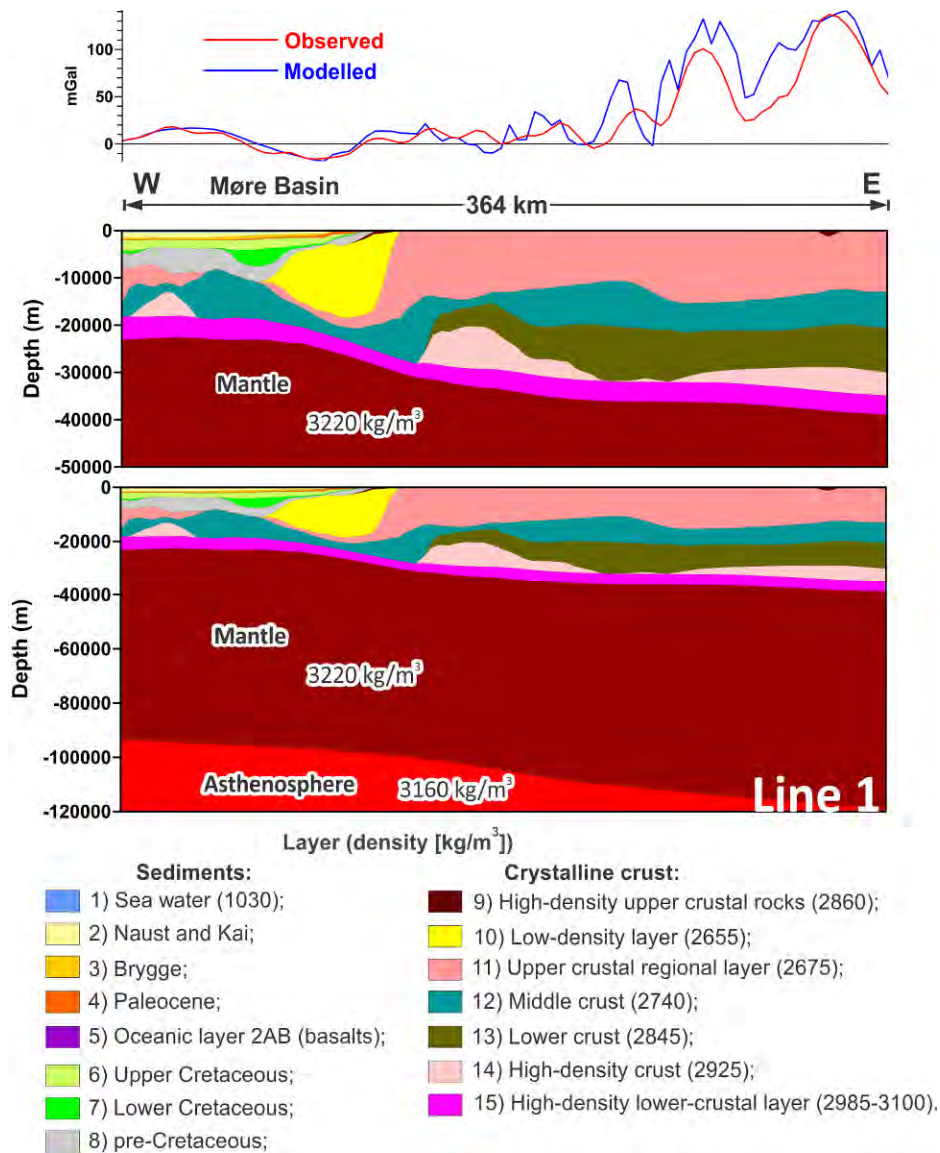 Observed
Modelled
mGal
100
50
0
W Møre Basin E
364 km
Depth (m)
0
-10000
-20000
-30000
-40000
-50000
Mantle
3220 kg/m³
Depth (m)
0
-20000
-40000
-60000
-80000
-100000
-120000
Mantle
3220 kg/m³
Asthenosphere 3160 kg/m³
Line 1
Layer (density [kg/m³])
Sediments:
1) Sea water (1030);
2) Naust and Kai;
3) Brygge;
4) Paleocene;
5) Oceanic layer 2AB (basalts);
6) Upper Cretaceous;
7) Lower Cretaceous;
8) pre-Cretaceous;
Crystalline crust:
9) High-density upper crustal rocks (2860);
10) Low-density layer (2655);
11) Upper crustal regional layer (2675);
12) Middle crust (2740);
13) Lower crust (2845);
14) High-density crust (2925);
15) High-density lower-crustal layer (2985-3100).